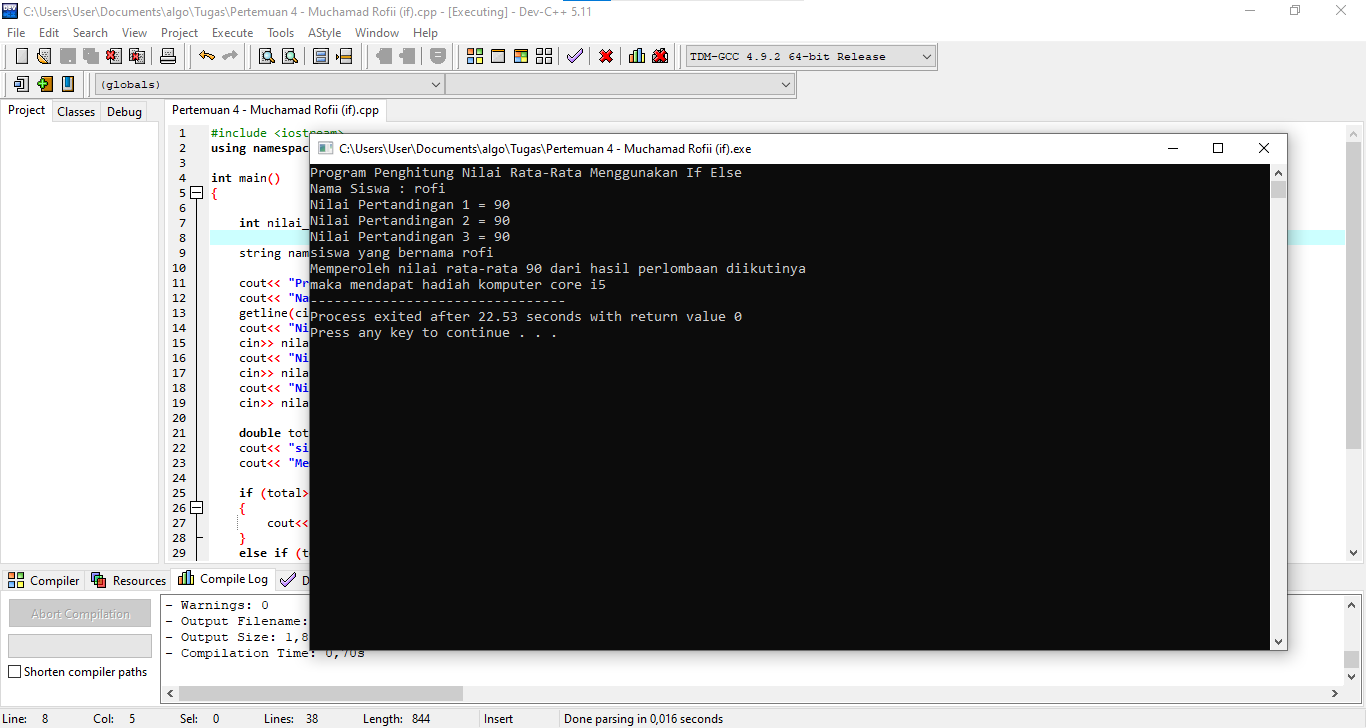 C:\Users\User\Documents\algo\Tugas\Pertemuan 4 - Muchamad Rofii (if).cpp - [Executing] - Dev-C++ 5.11
File Edit Search View Project Execute Tools AStyle Window Help
TDM-GCC 4.9.2 64-bit Release
(globals)
Project Classes Debug
Pertemuan 4 - Muchamad Rofii (if).cpp
1 #include <iostream>
2 using namespac
3
4 int main()
5 {
6
7 int nilai_
8
9 string nam
10
11 cout<< "Pr
12 cout<< "Na
13 getline(ci
14 cout<< "Ni
15 cin>> nila
16 cout<< "Ni
17 cin>> nila
18 cout<< "Ni
19 cin>> nila
20
21 double tot
22 cout<< "si
23 cout<< "Me
24
25 if (total>
26 {
27 cout<<
28 }
29 else if (t
C:\Users\User\Documents\algo\Tugas\Pertemuan 4 - Muchamad Rofii (if).exe
Program Penghitung Nilai Rata-Rata Menggunakan If Else
Nama Siswa : rofi
Nilai Pertandingan 1 = 90
Nilai Pertandingan 2 = 90
Nilai Pertandingan 3 = 90
siswa yang bernama rofi
Memperoleh nilai rata-rata 90 dari hasil perlombaan diikutinya
maka mendapat hadiah komputer core i5
--------------------------------
Process exited after 22.53 seconds with return value 0
Press any key to continue . . .
Compiler Resources Compile Log D
Abort Compilation
Shorten compiler paths
- Warnings: 0
- Output Filename:
- Output Size: 1,8
- Compilation Time: 0,70s
Line: 8 Col: 5 Sel: 0 Lines: 38 Length: 844 Insert Done parsing in 0,016 seconds